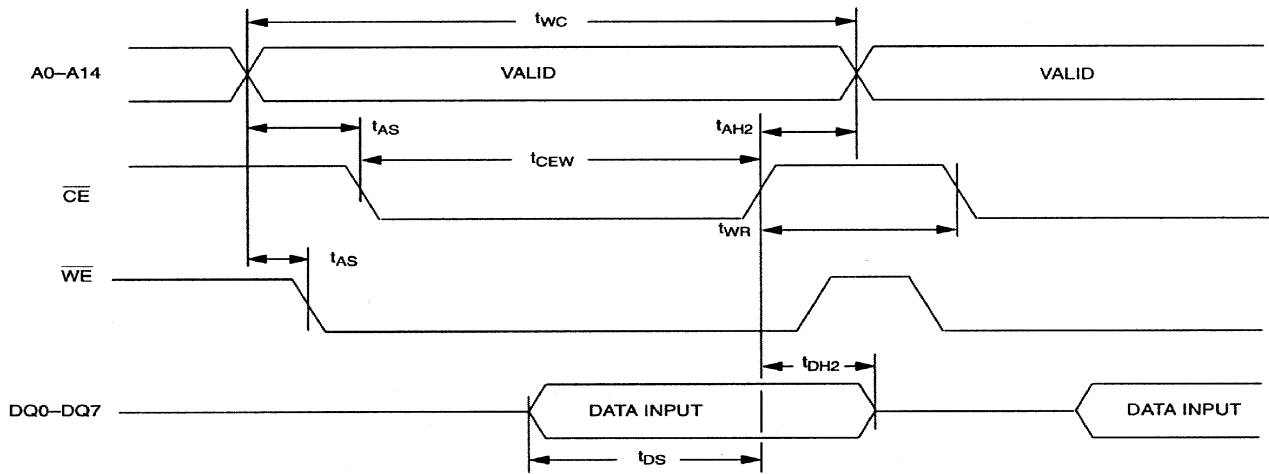 tWC
A0–A14 VALID VALID
tAS tAH2
tCEW
CE
tWR
tAS
WE
tDH2
DQ0–DQ7 DATA INPUT DATA INPUT
tDS